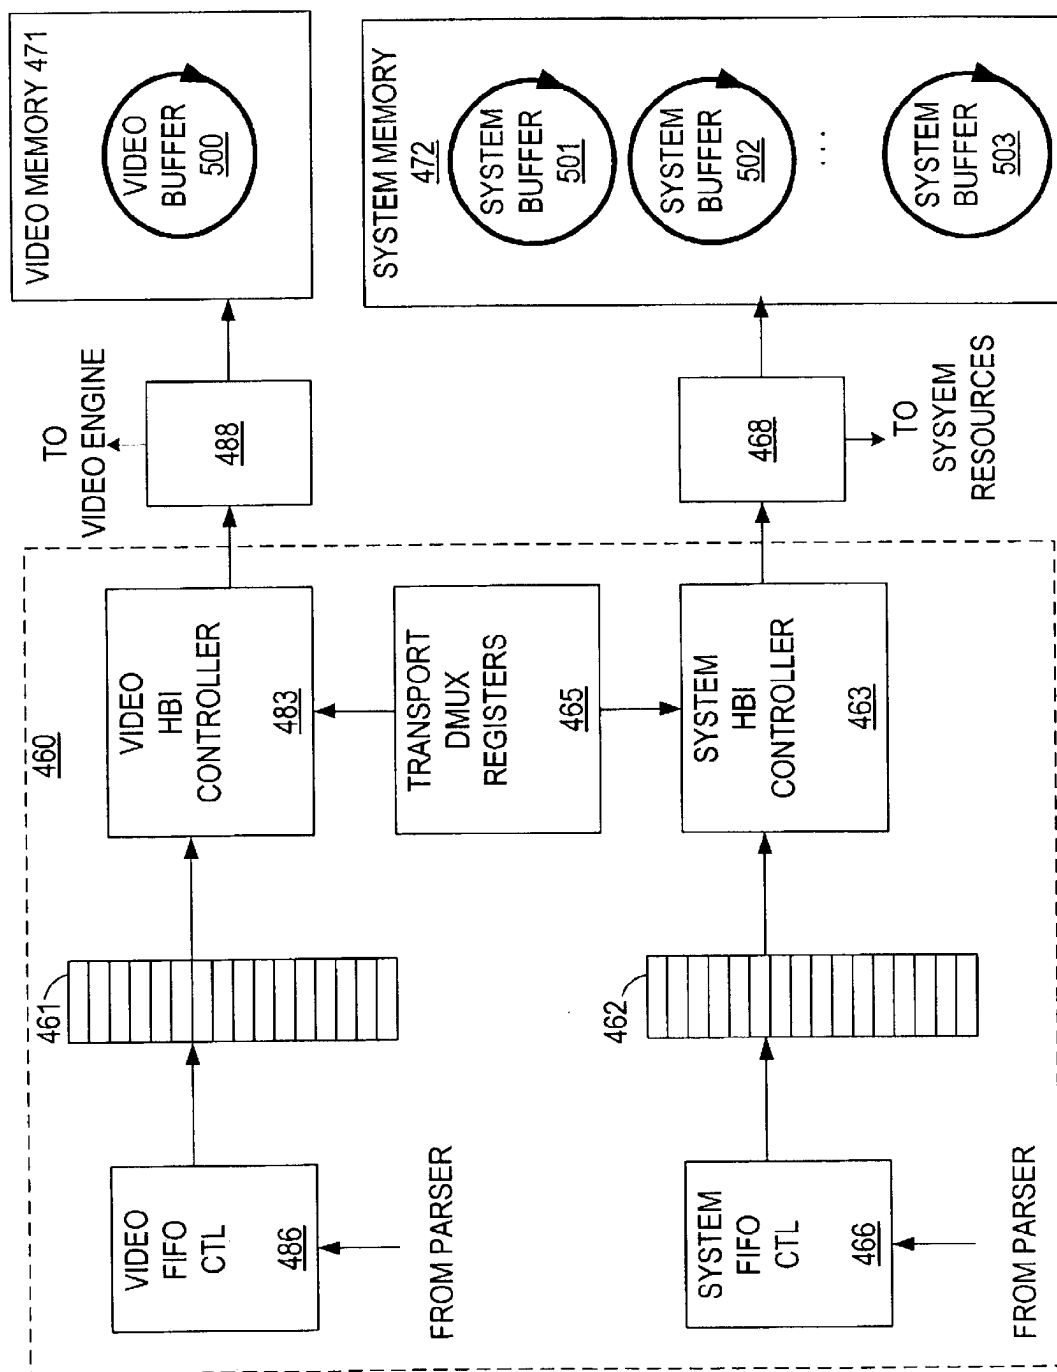 460
FROM PARSER
VIDEO
FIFO
CTL
486
461
VIDEO
HBI
CONTROLLER
483
TO
VIDEO ENGINE
488
VIDEO MEMORY 471
VIDEO
BUFFER
500
TRANSPORT
DMUX
REGISTERS
465
FROM PARSER
SYSTEM
FIFO
CTL
466
462
SYSTEM
HBI
CONTROLLER
463
468
TO
SYSYEM
RESOURCES
SYSTEM MEMORY
472
SYSTEM
BUFFER
501
SYSTEM
BUFFER
502
...
SYSTEM
BUFFER
503